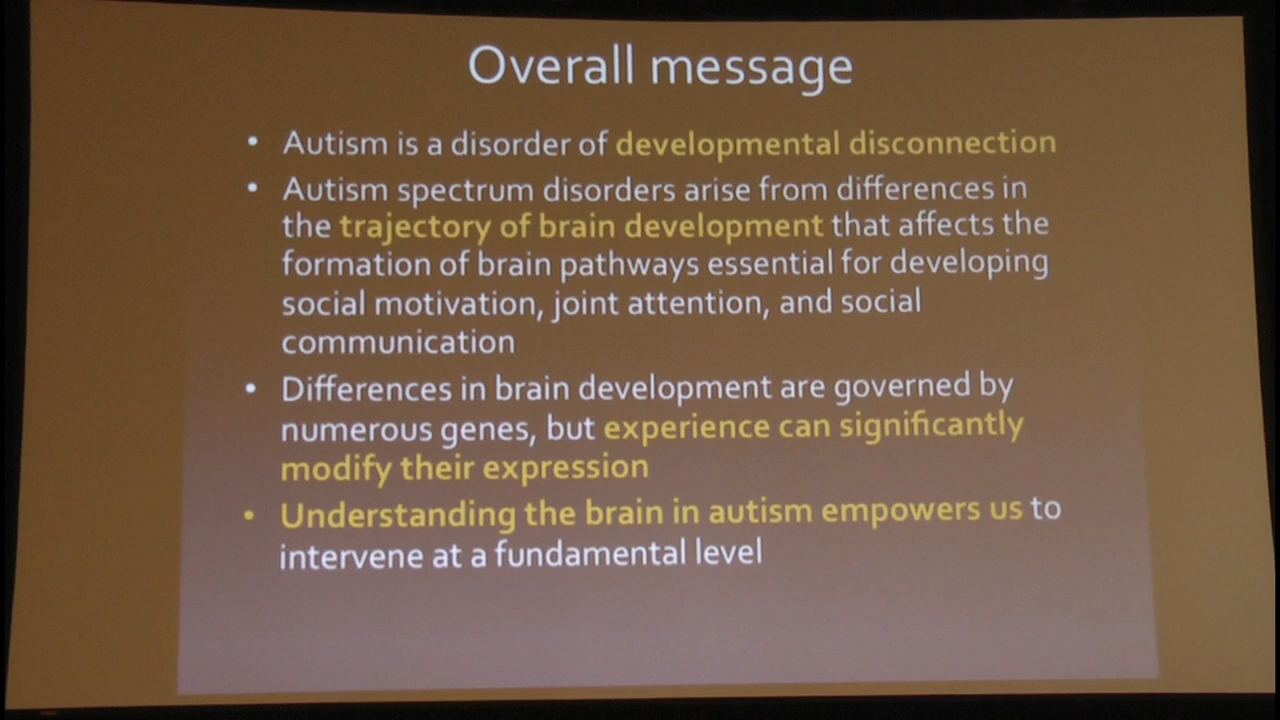 Overall message
• Autism is a disorder of developmental disconnection
• Autism spectrum disorders arise from differences in
the trajectory of brain development that affects the
formation of brain pathways essential for developing
social motivation, joint attention, and social
communication
• Differences in brain development are governed by
numerous genes, but experience can significantly
modify their expression
• Understanding the brain in autism empowers us to
intervene at a fundamental level